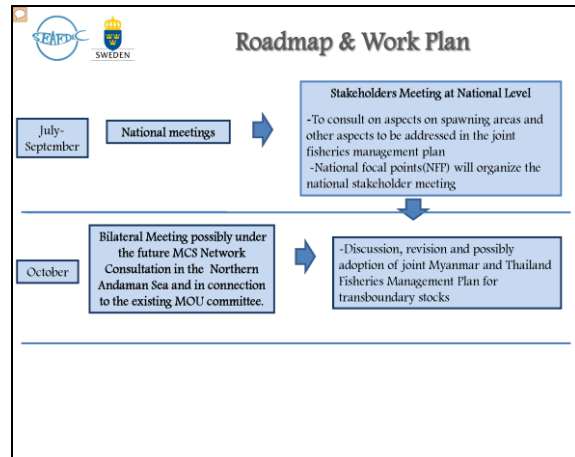 SEAFDEC
SWEDEN
Roadmap & Work Plan
July-
September
National meetings
Stakeholders Meeting at National Level
-To consult on aspects on spawning areas and
other aspects to be addressed in the joint
fisheries management plan
-National focal points(NFP) will organize the
national stakeholder meeting
October
Bilateral Meeting possibly under
the future MCS Network
Consultation in the Northern
Andaman Sea and in connection
to the existing MOU committee.
-Discussion, revision and possibly
adoption of joint Myanmar and Thailand
Fisheries Management Plan for
transboundary stocks